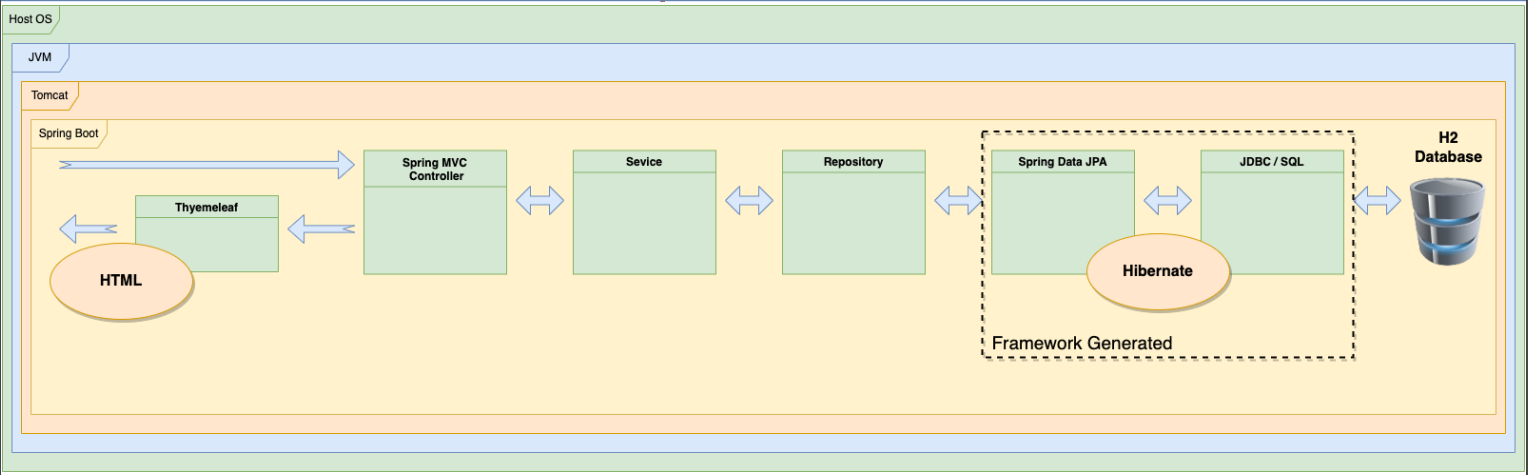 Host OS
JVM
Tomcat
Spring Boot
Spring MVC
Controller
Sevice
Repository
Spring Data JPA
JDBC / SQL
H2
Database
Thyemeleaf
HTML
Hibernate
Framework Generated